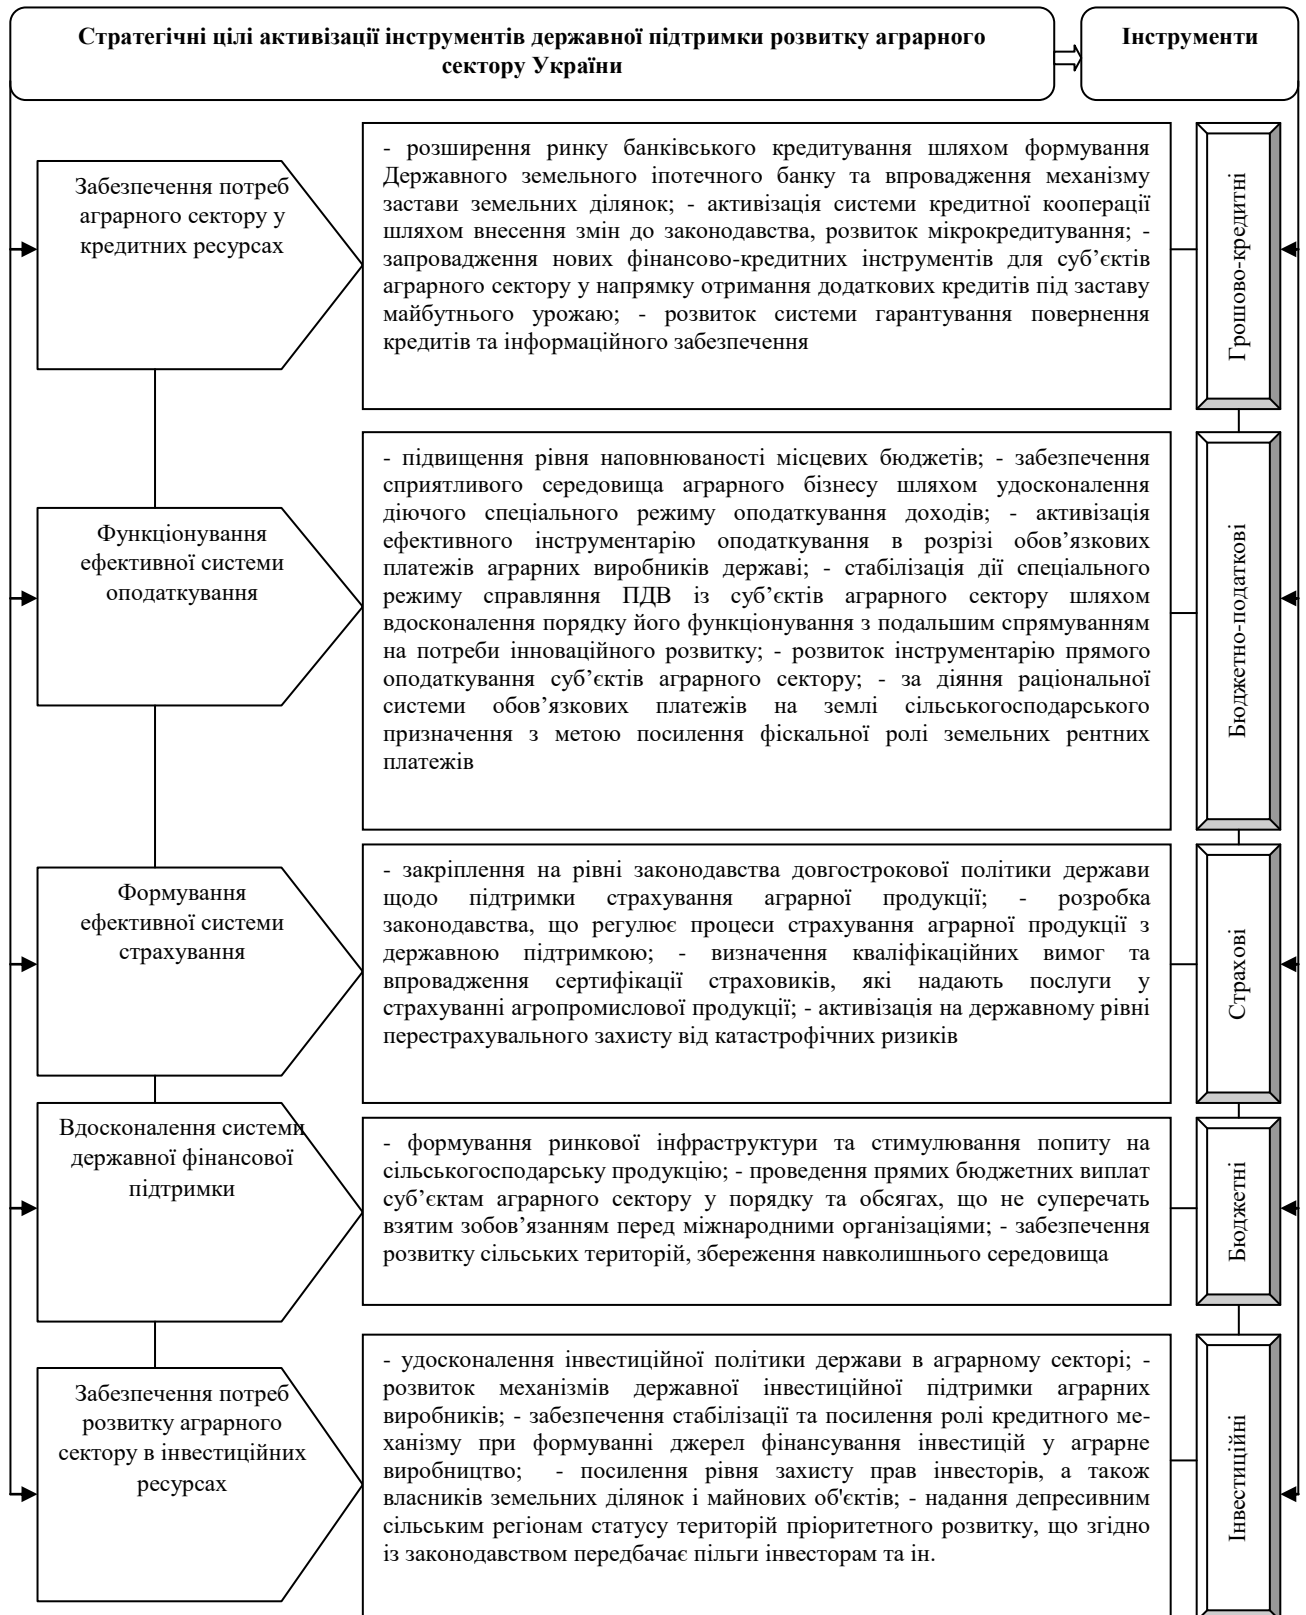 Стратегічні цілі активізації інструментів державної підтримки розвитку аграрного
сектору України
Інструменти
Забезпечення потреб
аграрного сектору у
кредитних ресурсах
- розширення ринку банківського кредитування шляхом формування
Державного земельного іпотечного банку та впровадження механізму
застави земельних ділянок; - активізація системи кредитної кооперації
шляхом внесення змін до законодавства, розвиток мікрокредитування; -
запровадження нових фінансово-кредитних інструментів для суб’єктів
аграрного сектору у напрямку отримання додаткових кредитів під заставу
майбутнього урожаю; - розвиток системи гарантування повернення
кредитів та інформаційного забезпечення
Грошово-кредитні
Функціонування
ефективної системи
оподаткування
- підвищення рівня наповнюваності місцевих бюджетів; - забезпечення
сприятливого середовища аграрного бізнесу шляхом удосконалення
діючого спеціального режиму оподаткування доходів; - активізація
ефективного інструментарію оподаткування в розрізі обов’язкових
платежів аграрних виробників державі; - стабілізація дії спеціального
режиму справляння ПДВ із суб’єктів аграрного сектору шляхом
вдосконалення порядку його функціонування з подальшим спрямуванням
на потреби інноваційного розвитку; - розвиток інструментарію прямого
оподаткування суб’єктів аграрного сектору; - за діяння раціональної
системи обов’язкових платежів на землі сільськогосподарського
призначення з метою посилення фіскальної ролі земельних рентних
платежів
Бюджетно-податкові
Формування
ефективної системи
страхування
- закріплення на рівні законодавства довгострокової політики держави
щодо підтримки страхування аграрної продукції; - розробка
законодавства, що регулює процеси страхування аграрної продукції з
державною підтримкою; - визначення кваліфікаційних вимог та
впровадження сертифікації страховиків, які надають послуги у
страхуванні агропромислової продукції; - активізація на державному рівні
перестрахувального захисту від катастрофічних ризиків
Страхові
Вдосконалення системи
державної фінансової
підтримки
- формування ринкової інфраструктури та стимулювання попиту на
сільськогосподарську продукцію; - проведення прямих бюджетних виплат
суб’єктам аграрного сектору у порядку та обсягах, що не суперечать
взятим зобов’язанням перед міжнародними організаціями; - забезпечення
розвитку сільських територій, збереження навколишнього середовища
Бюджетні
Забезпечення потреб
розвитку аграрного
сектору в інвестиційних
ресурсах
- удосконалення інвестиційної політики держави в аграрному секторі; -
розвиток механізмів державної інвестиційної підтримки аграрних
виробників; - забезпечення стабілізації та посилення ролі кредитного ме-
ханізму при формуванні джерел фінансування інвестицій у аграрне
виробництво; - посилення рівня захисту прав інвесторів, а також
власників земельних ділянок і майнових об'єктів; - надання депресивним
сільським регіонам статусу територій пріоритетного розвитку, що згідно
із законодавством передбачає пільги інвесторам та ін.
Інвестиційні